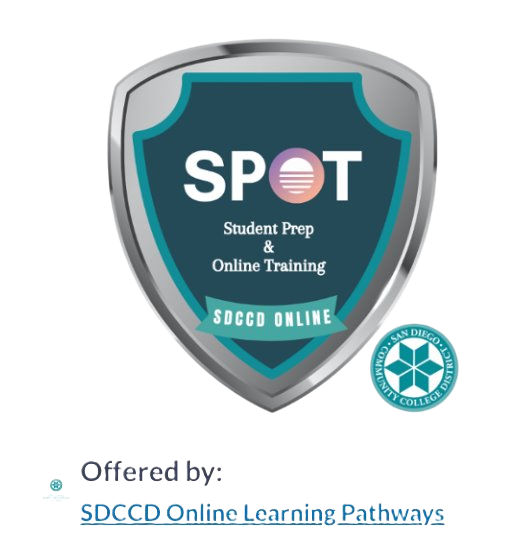 SPOT
Student Prep
&
Online Training
SDCCD ONLINE
SAN DIEGO
COMMUNITY COLLEGE DISTRICT
Offered by:
SDCCD Online Learning Pathways